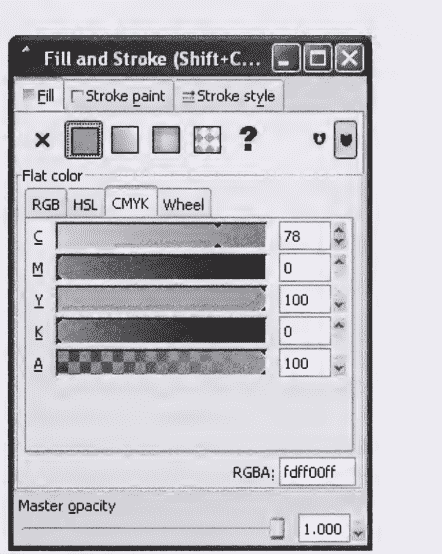 Fill and Stroke (Shift+C...
Fill Stroke paint Stroke style
?
Flat color
RGB HSL CMYK Wheel
C 78
M 0
Y 100
K 0
A 100
RGBA: fdff00ff
Master opacity
1.000